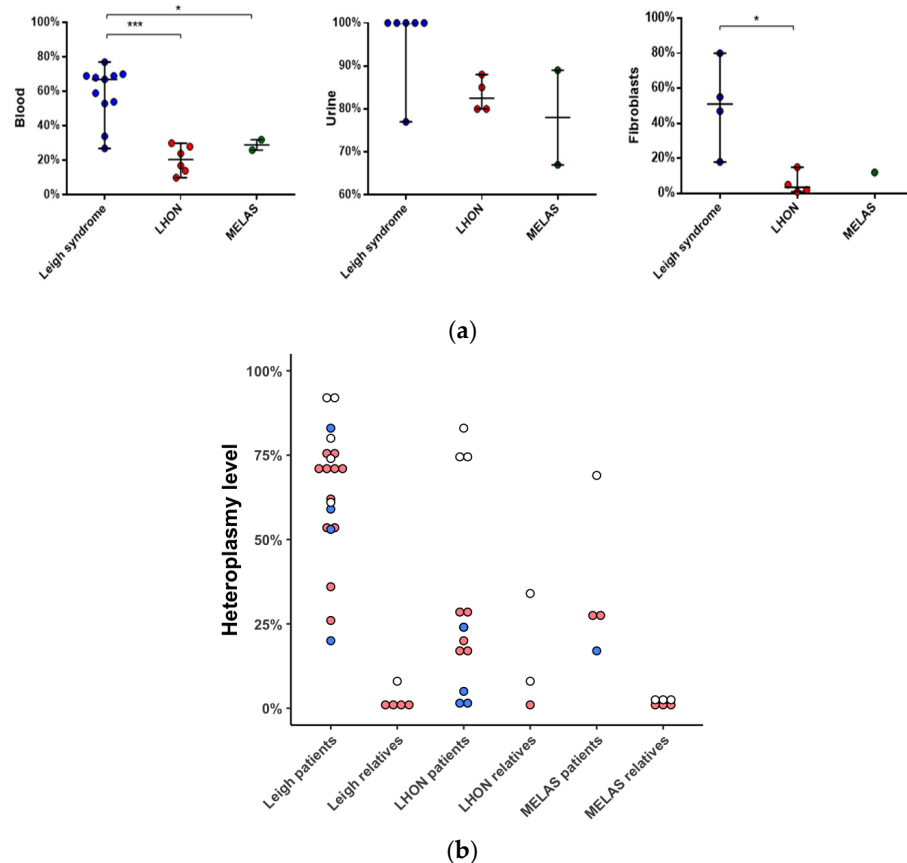 *
***
100%
80%
60%
40%
20%
0%
Blood
Leigh syndrome
LHON
MELAS
100%
90%
80%
70%
60%
Urine
Leigh syndrome
LHON
MELAS
*
100%
80%
60%
40%
20%
0%
Fibroblasts
Leigh syndrome
LHON
MELAS
(a)
100%
75%
50%
25%
0%
Heteroplasmy level
Leigh patients
Leigh relatives
LHON patients
LHON relatives
MELAS patients
MELAS relatives
(b)